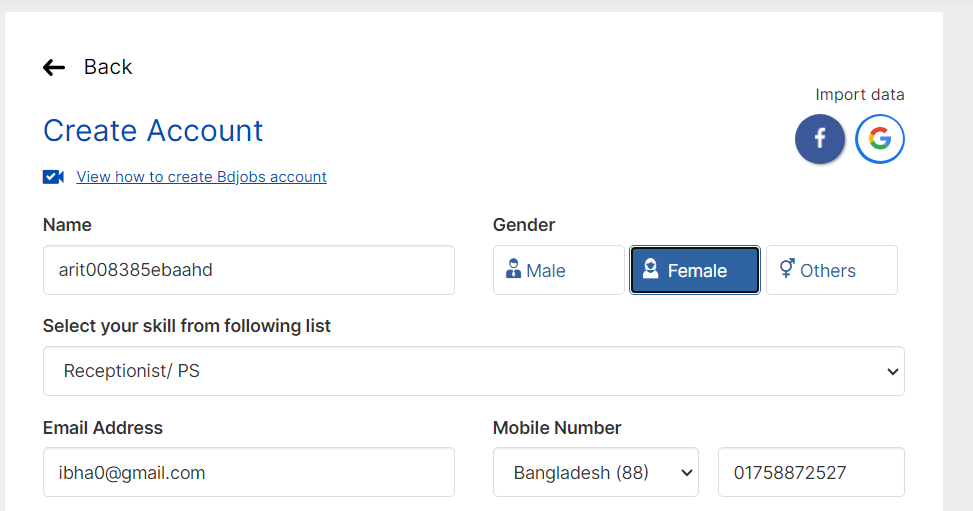 Back
Import data
Create Account
f G
View how to create Bdjobs account
Name
Gender
arit008385ebaahd
Male
Female
Others
Select your skill from following list
Receptionist/ PS
Email Address
Mobile Number
ibha0@gmail.com
Bangladesh (88)
01758872527